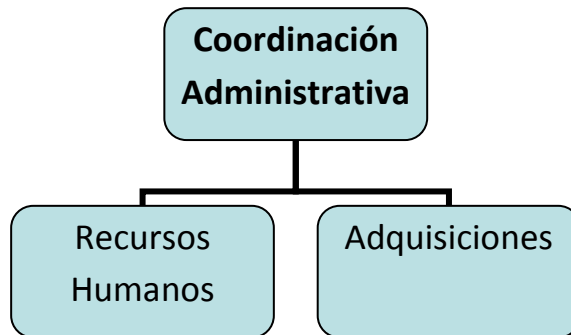 Coordinación
Administrativa
Recursos
Humanos
Adquisiciones